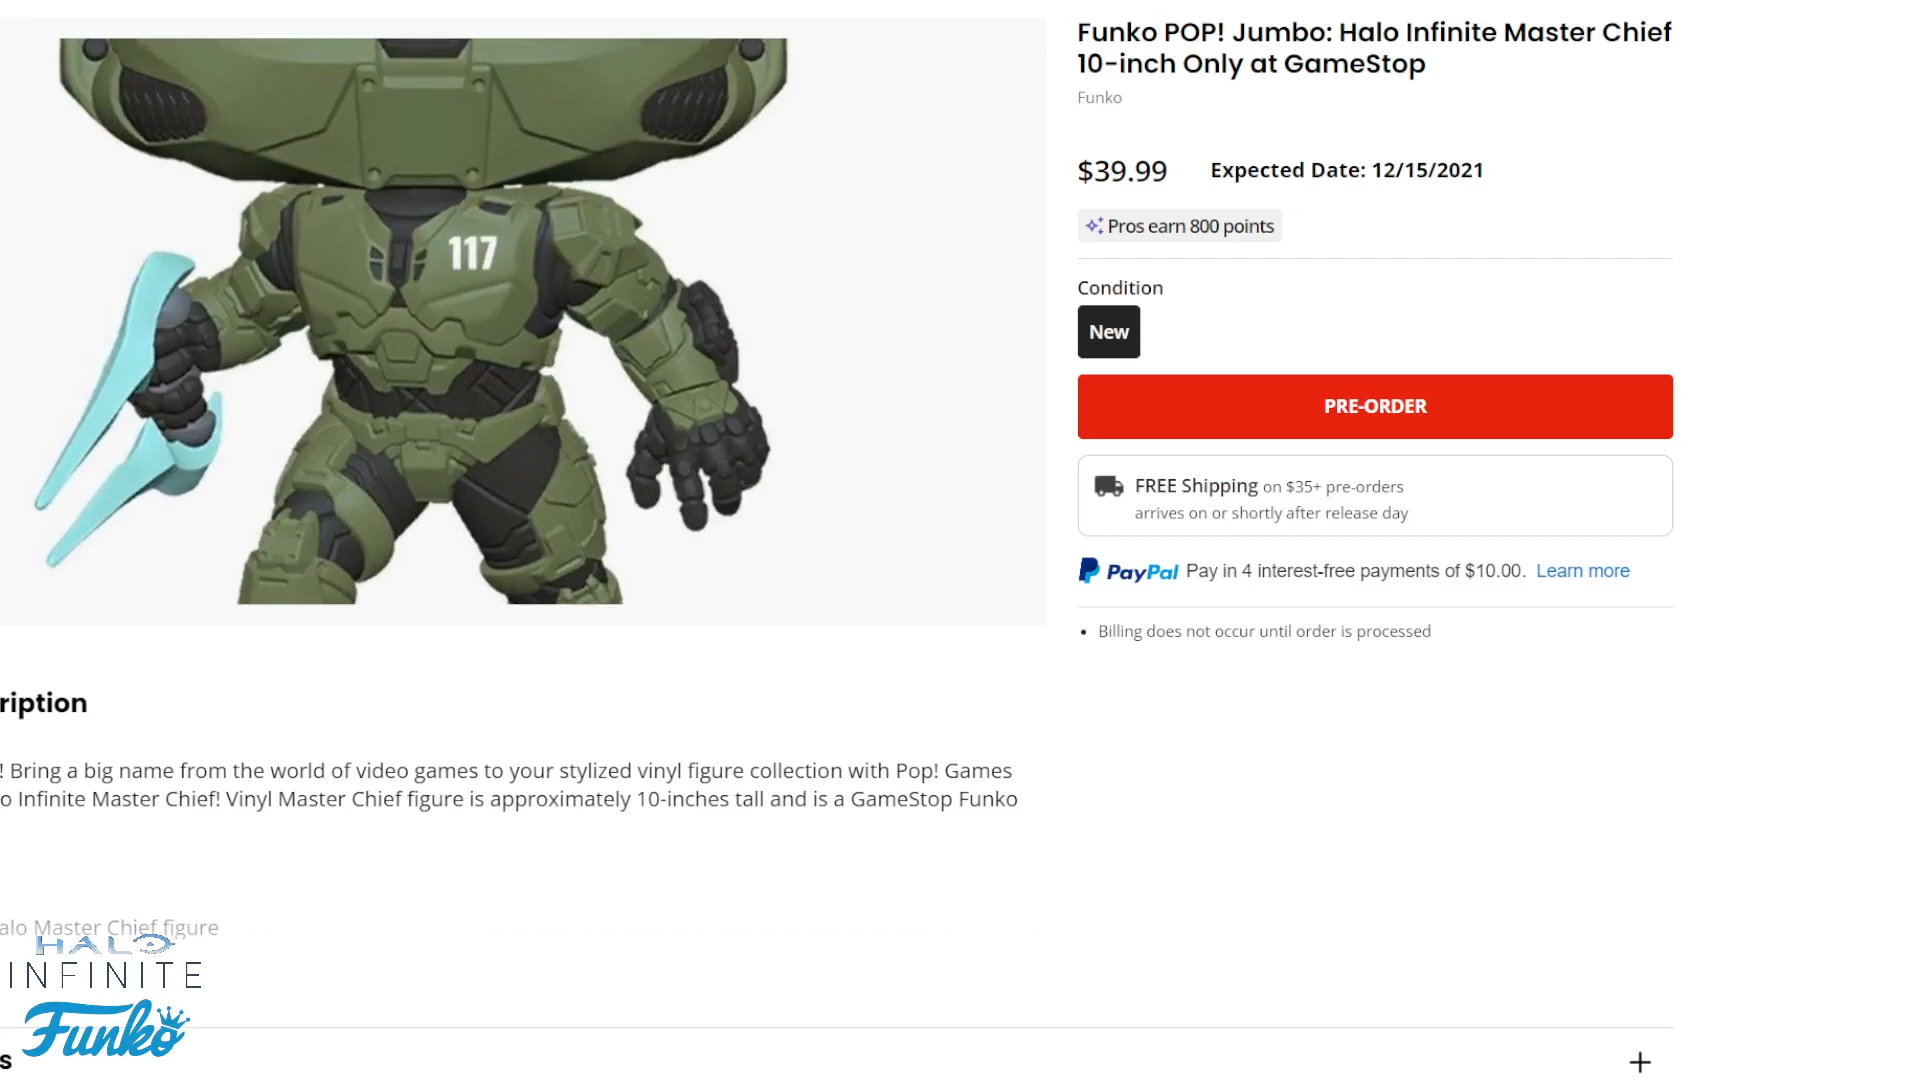 Funko POP! Jumbo: Halo Infinite Master Chief
10-inch Only at GameStop
Funko
$39.99 Expected Date: 12/15/2021
Pros earn 800 points
Condition
New
PRE-ORDER
FREE Shipping on $35+ pre-orders
arrives on or shortly after release day
PayPal Pay in 4 interest-free payments of $10.00. Learn more
• Billing does not occur until order is processed
117
ription
! Bring a big name from the world of video games to your stylized vinyl figure collection with Pop! Games
o Infinite Master Chief! Vinyl Master Chief figure is approximately 10-inches tall and is a GameStop Funko
alo Master Chief figure
HALO
INFINITE
Funko
s